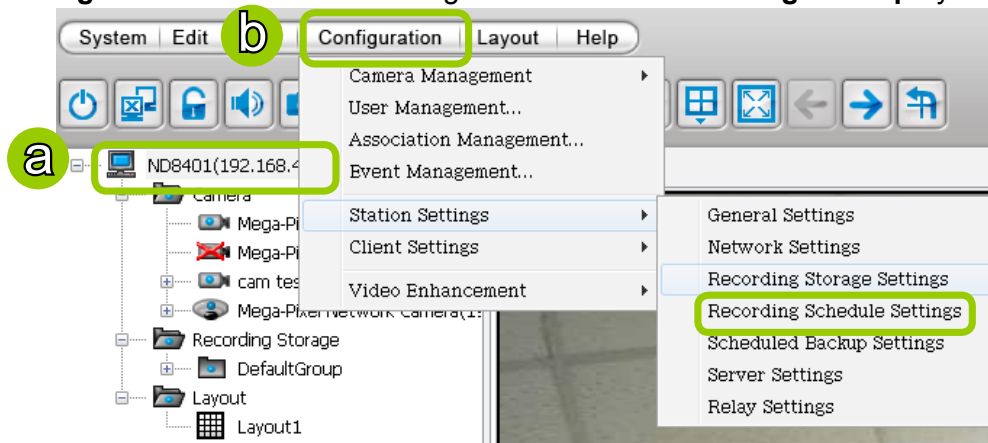 System Edit b Configuration Layout Help
Camera Management
User Management...
Association Management...
Event Management...
Station Settings
Client Settings
Video Enhancement
General Settings
Network Settings
Recording Storage Settings
Recording Schedule Settings
Scheduled Backup Settings
Server Settings
Relay Settings
a ND8401(192.168.4
Camera
Mega-Pi
Mega-Pi
cam tes
Mega-Pixel Network Camera(1
Recording Storage
DefaultGroup
Layout
Layout1